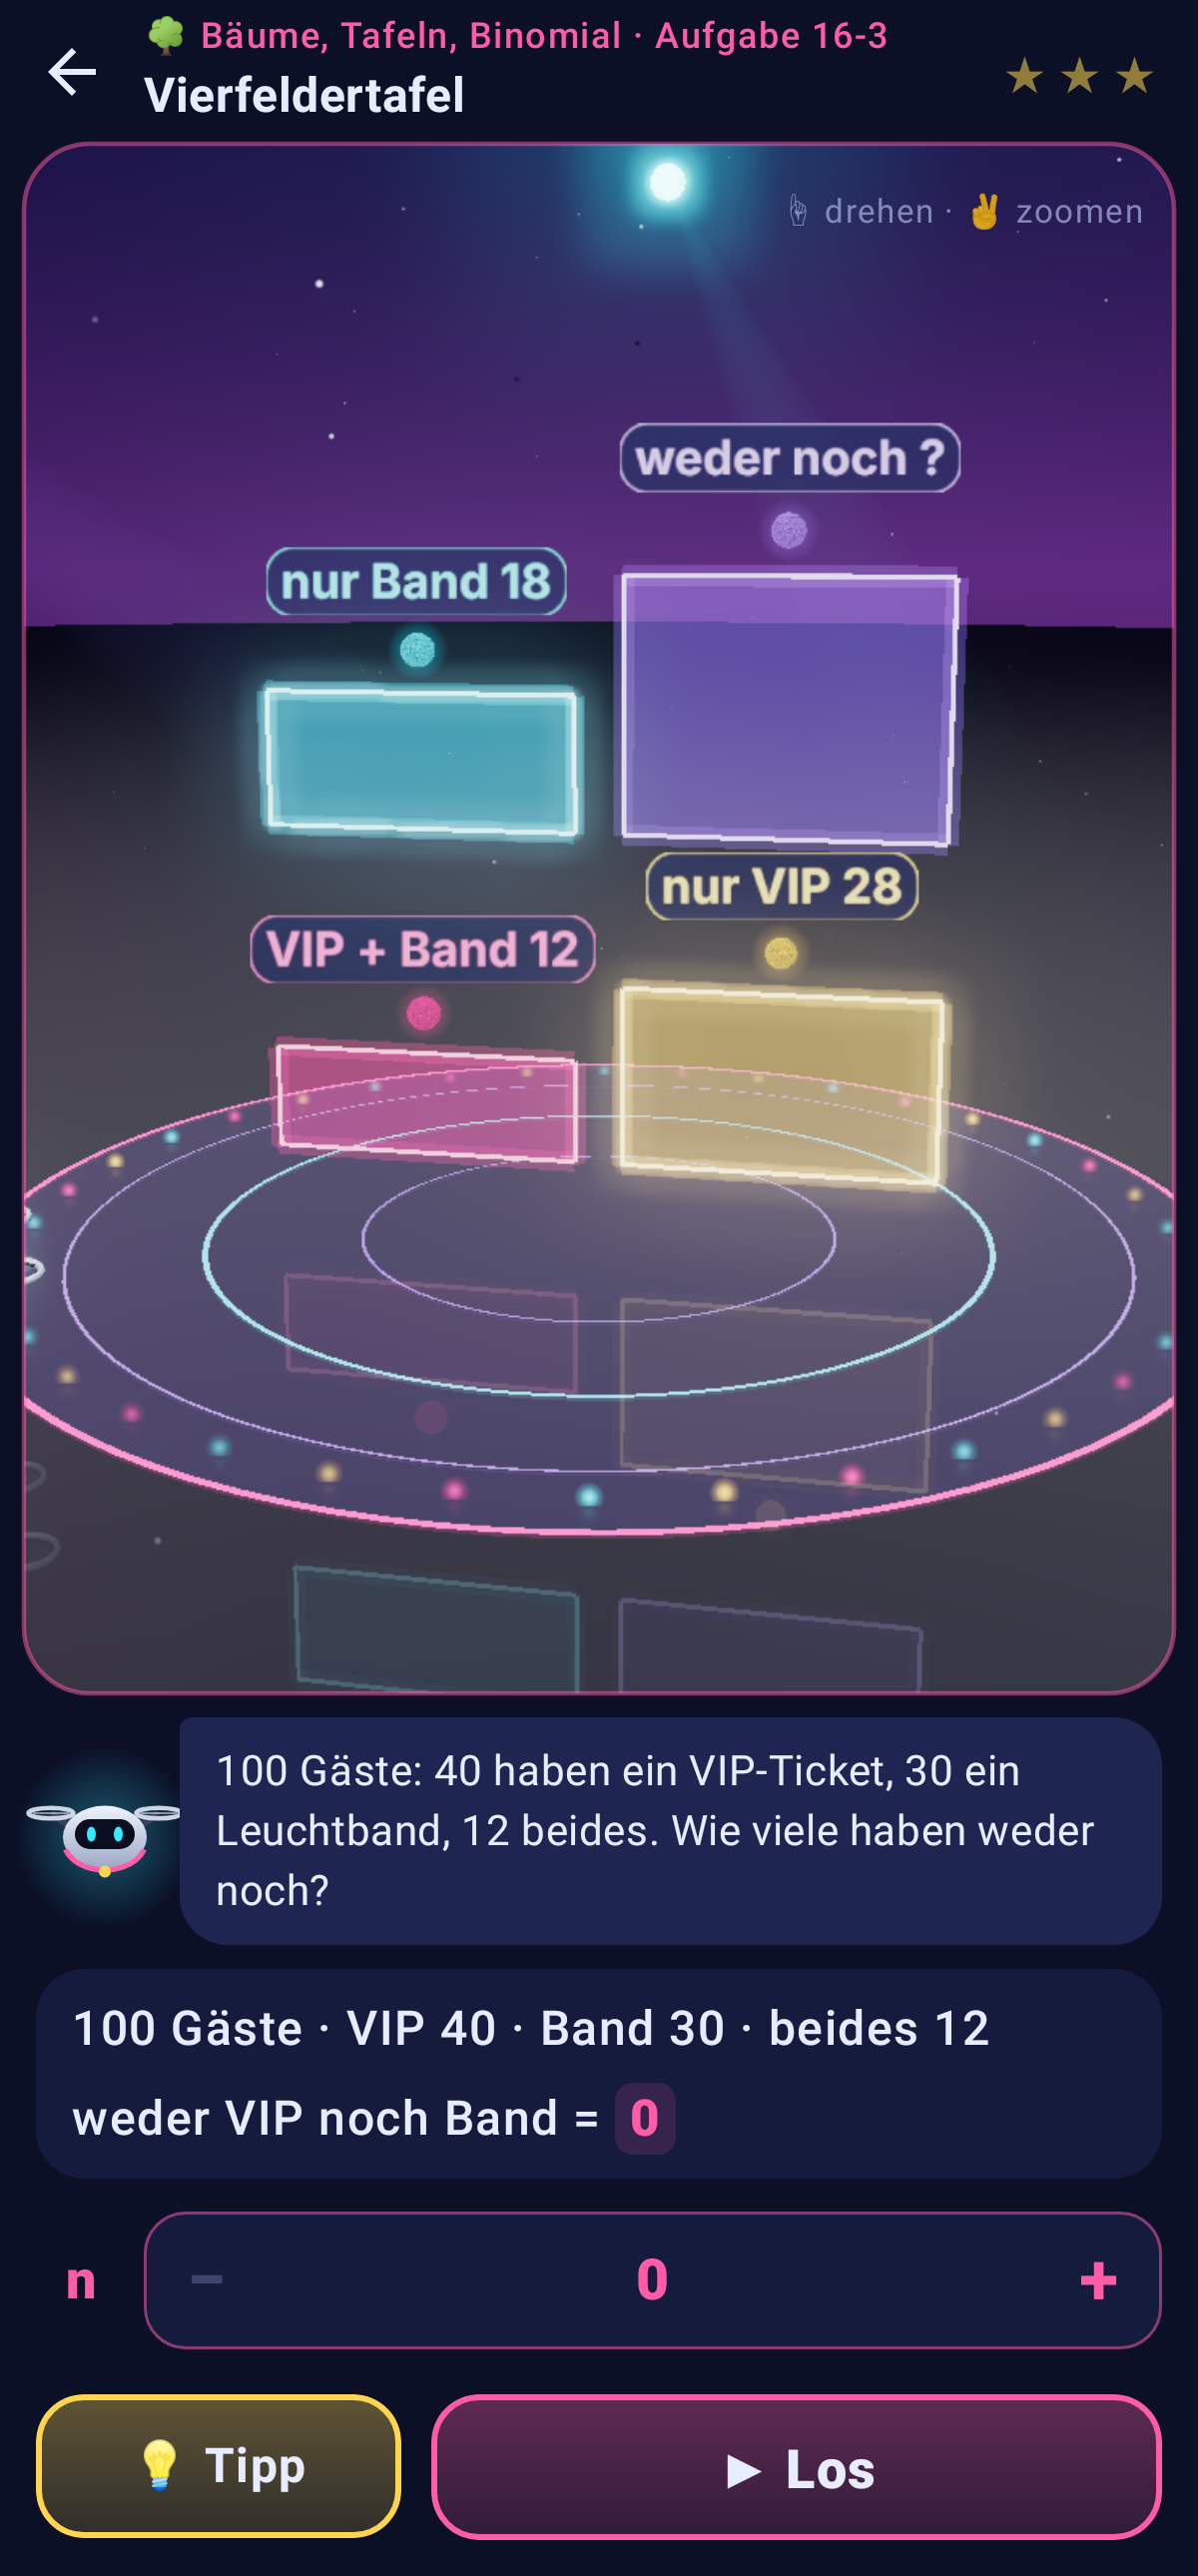 🌳 Bäume, Tafeln, Binomial · Aufgabe 16-3
Vierfeldertafel
★ ★ ★
☝ drehen · ✌ zoomen
weder noch ?
nur Band 18
nur VIP 28
VIP + Band 12
100 Gäste: 40 haben ein VIP-Ticket, 30 ein
Leuchtband, 12 beides. Wie viele haben weder
noch?
100 Gäste · VIP 40 · Band 30 · beides 12
weder VIP noch Band = 0
n − 0 +
💡 Tipp
▶ Los